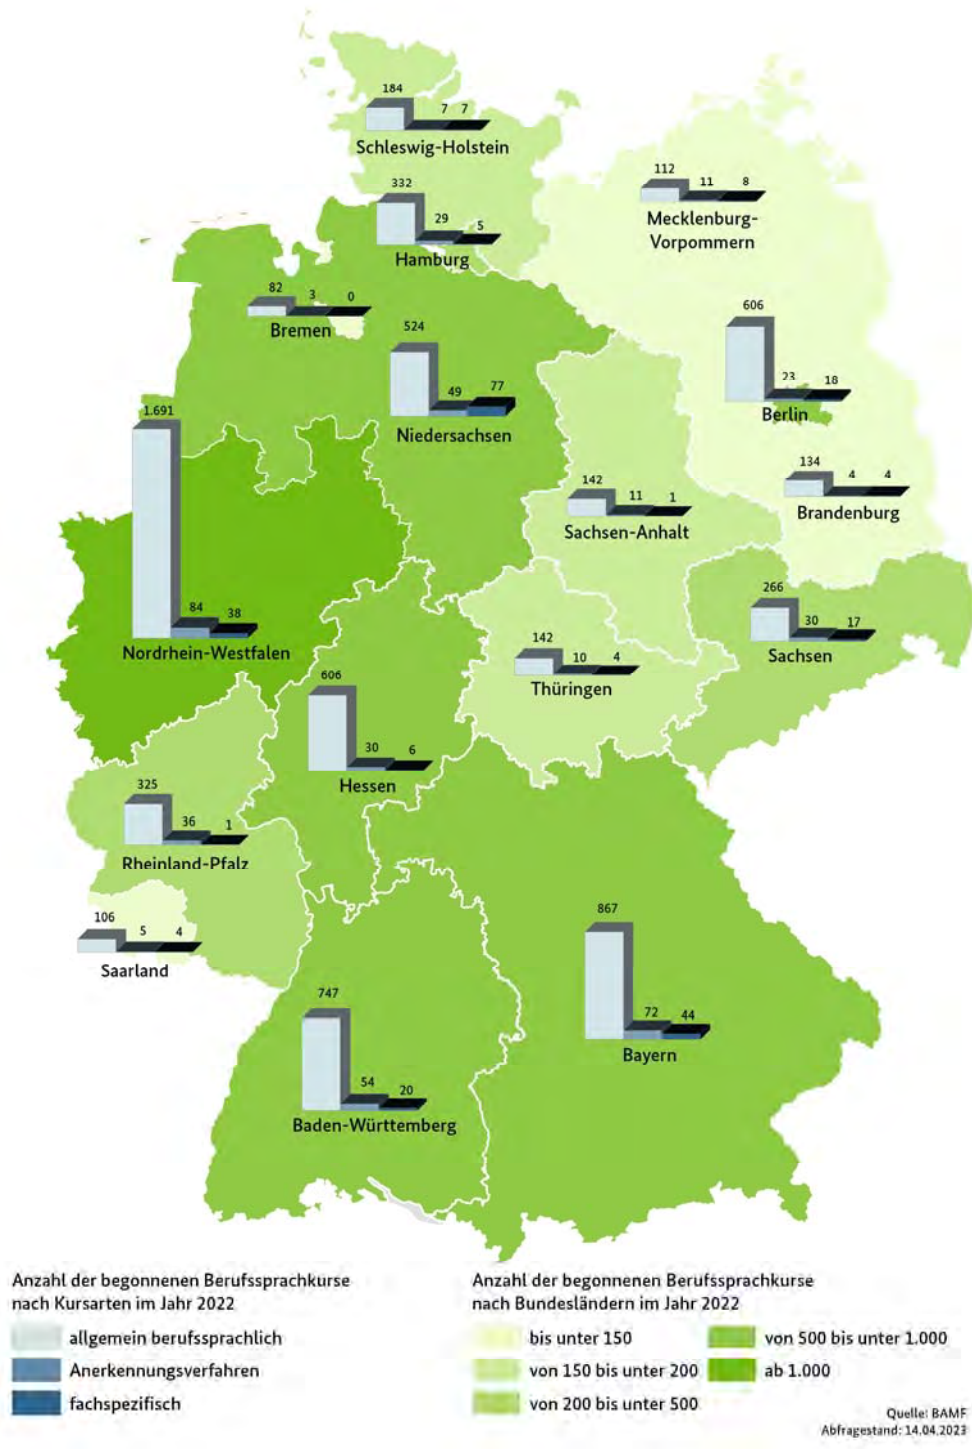 184
7 7
Schleswig-Holstein
112
11
8
Mecklenburg-
Vorpommern
332
29
5
Hamburg
82
3
0
Bremen
524
49
77
Niedersachsen
606
23
18
Berlin
1.691
84
38
Nordrhein-Westfalen
142
11
1
Sachsen-Anhalt
134
4
4
Brandenburg
266
30
17
Sachsen
142
10
4
Thüringen
606
30
6
Hessen
325
36
1
Rheinland-Pfalz
106
5
4
Saarland
867
72
44
Bayern
747
54
20
Baden-Württemberg
Anzahl der begonnenen Berufssprachkurse
nach Kursarten im Jahr 2022
allgemein berufssprachlich
Anerkennungsverfahren
fachspezifisch
Anzahl der begonnenen Berufssprachkurse
nach Bundesländern im Jahr 2022
bis unter 150
von 150 bis unter 200
von 200 bis unter 500
von 500 bis unter 1.000
ab 1.000
Quelle: BAMF
Abfragestand: 14.04.2023